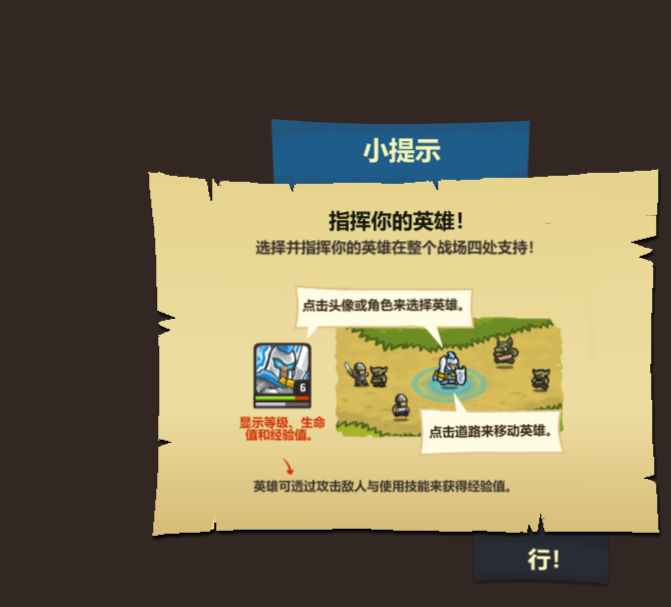 小提示
指挥你的英雄！
选择并指挥你的英雄在整个战场四处支持！
点击头像或角色来选择英雄。
6
显示等级、生命
值和经验值。
点击道路来移动英雄。
英雄可透过攻击敌人与使用技能来获得经验值。
行！